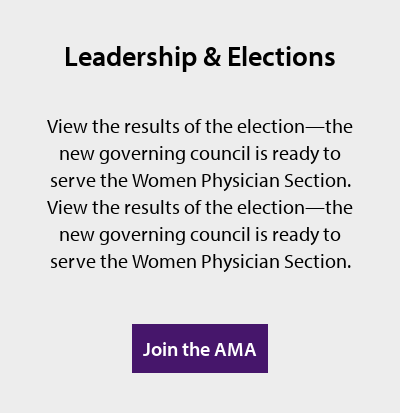 Leadership & Elections
View the results of the election—the
new governing council is ready to
serve the Women Physician Section.
View the results of the election—the
new governing council is ready to
serve the Women Physician Section.
Join the AMA